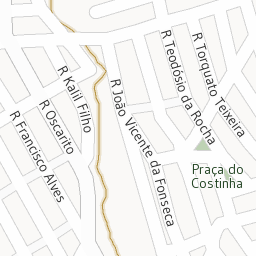 R Torquato Teixeira
R Teodósio da Rocha
R João Vicente da Fonseca
R Kalil Filho
R Oscarito
R Francisco Alves
Praça do
Costinha